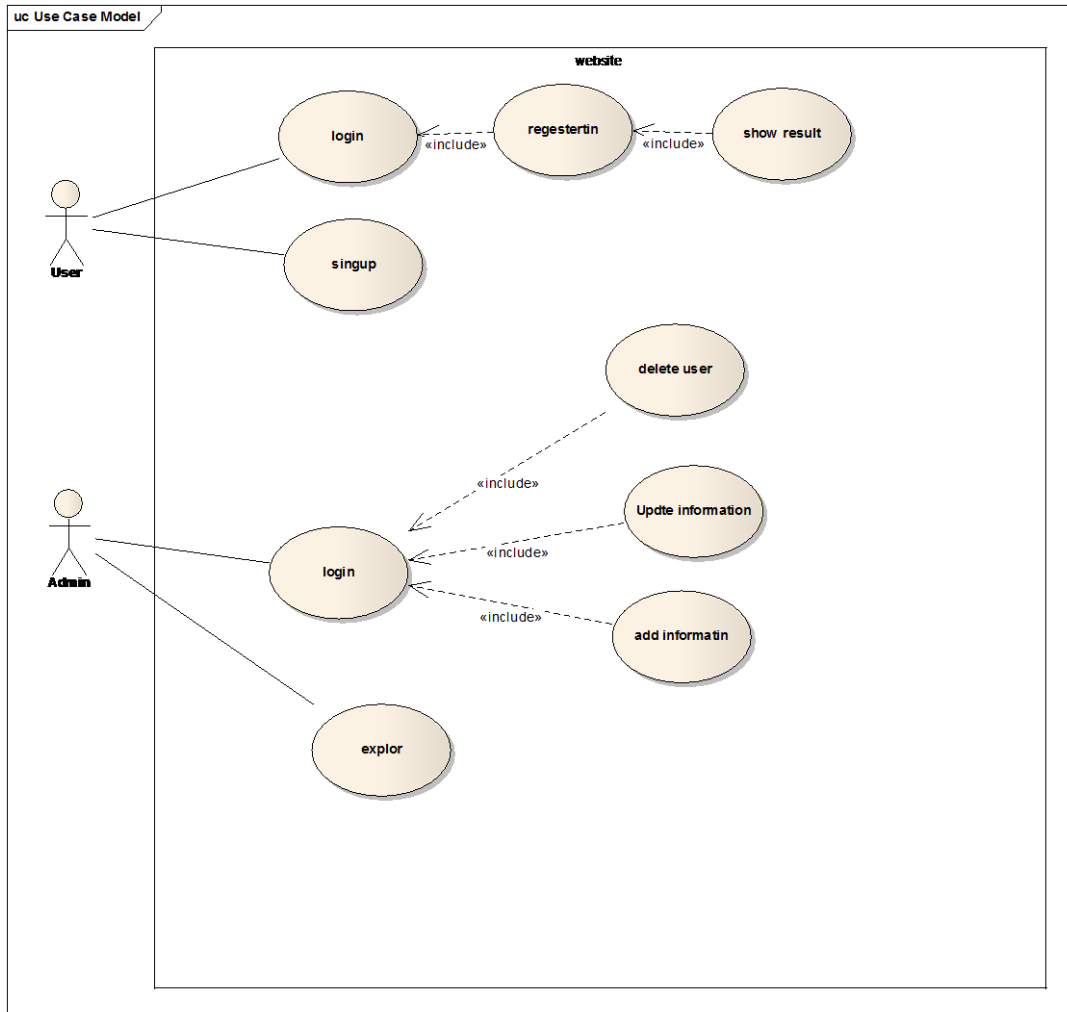 uc Use Case Model
website
login
«include»
regestertin
«include»
show result
User
singup
delete user
«include»
Updte information
«include»
Admin
login
«include»
add informatin
explor